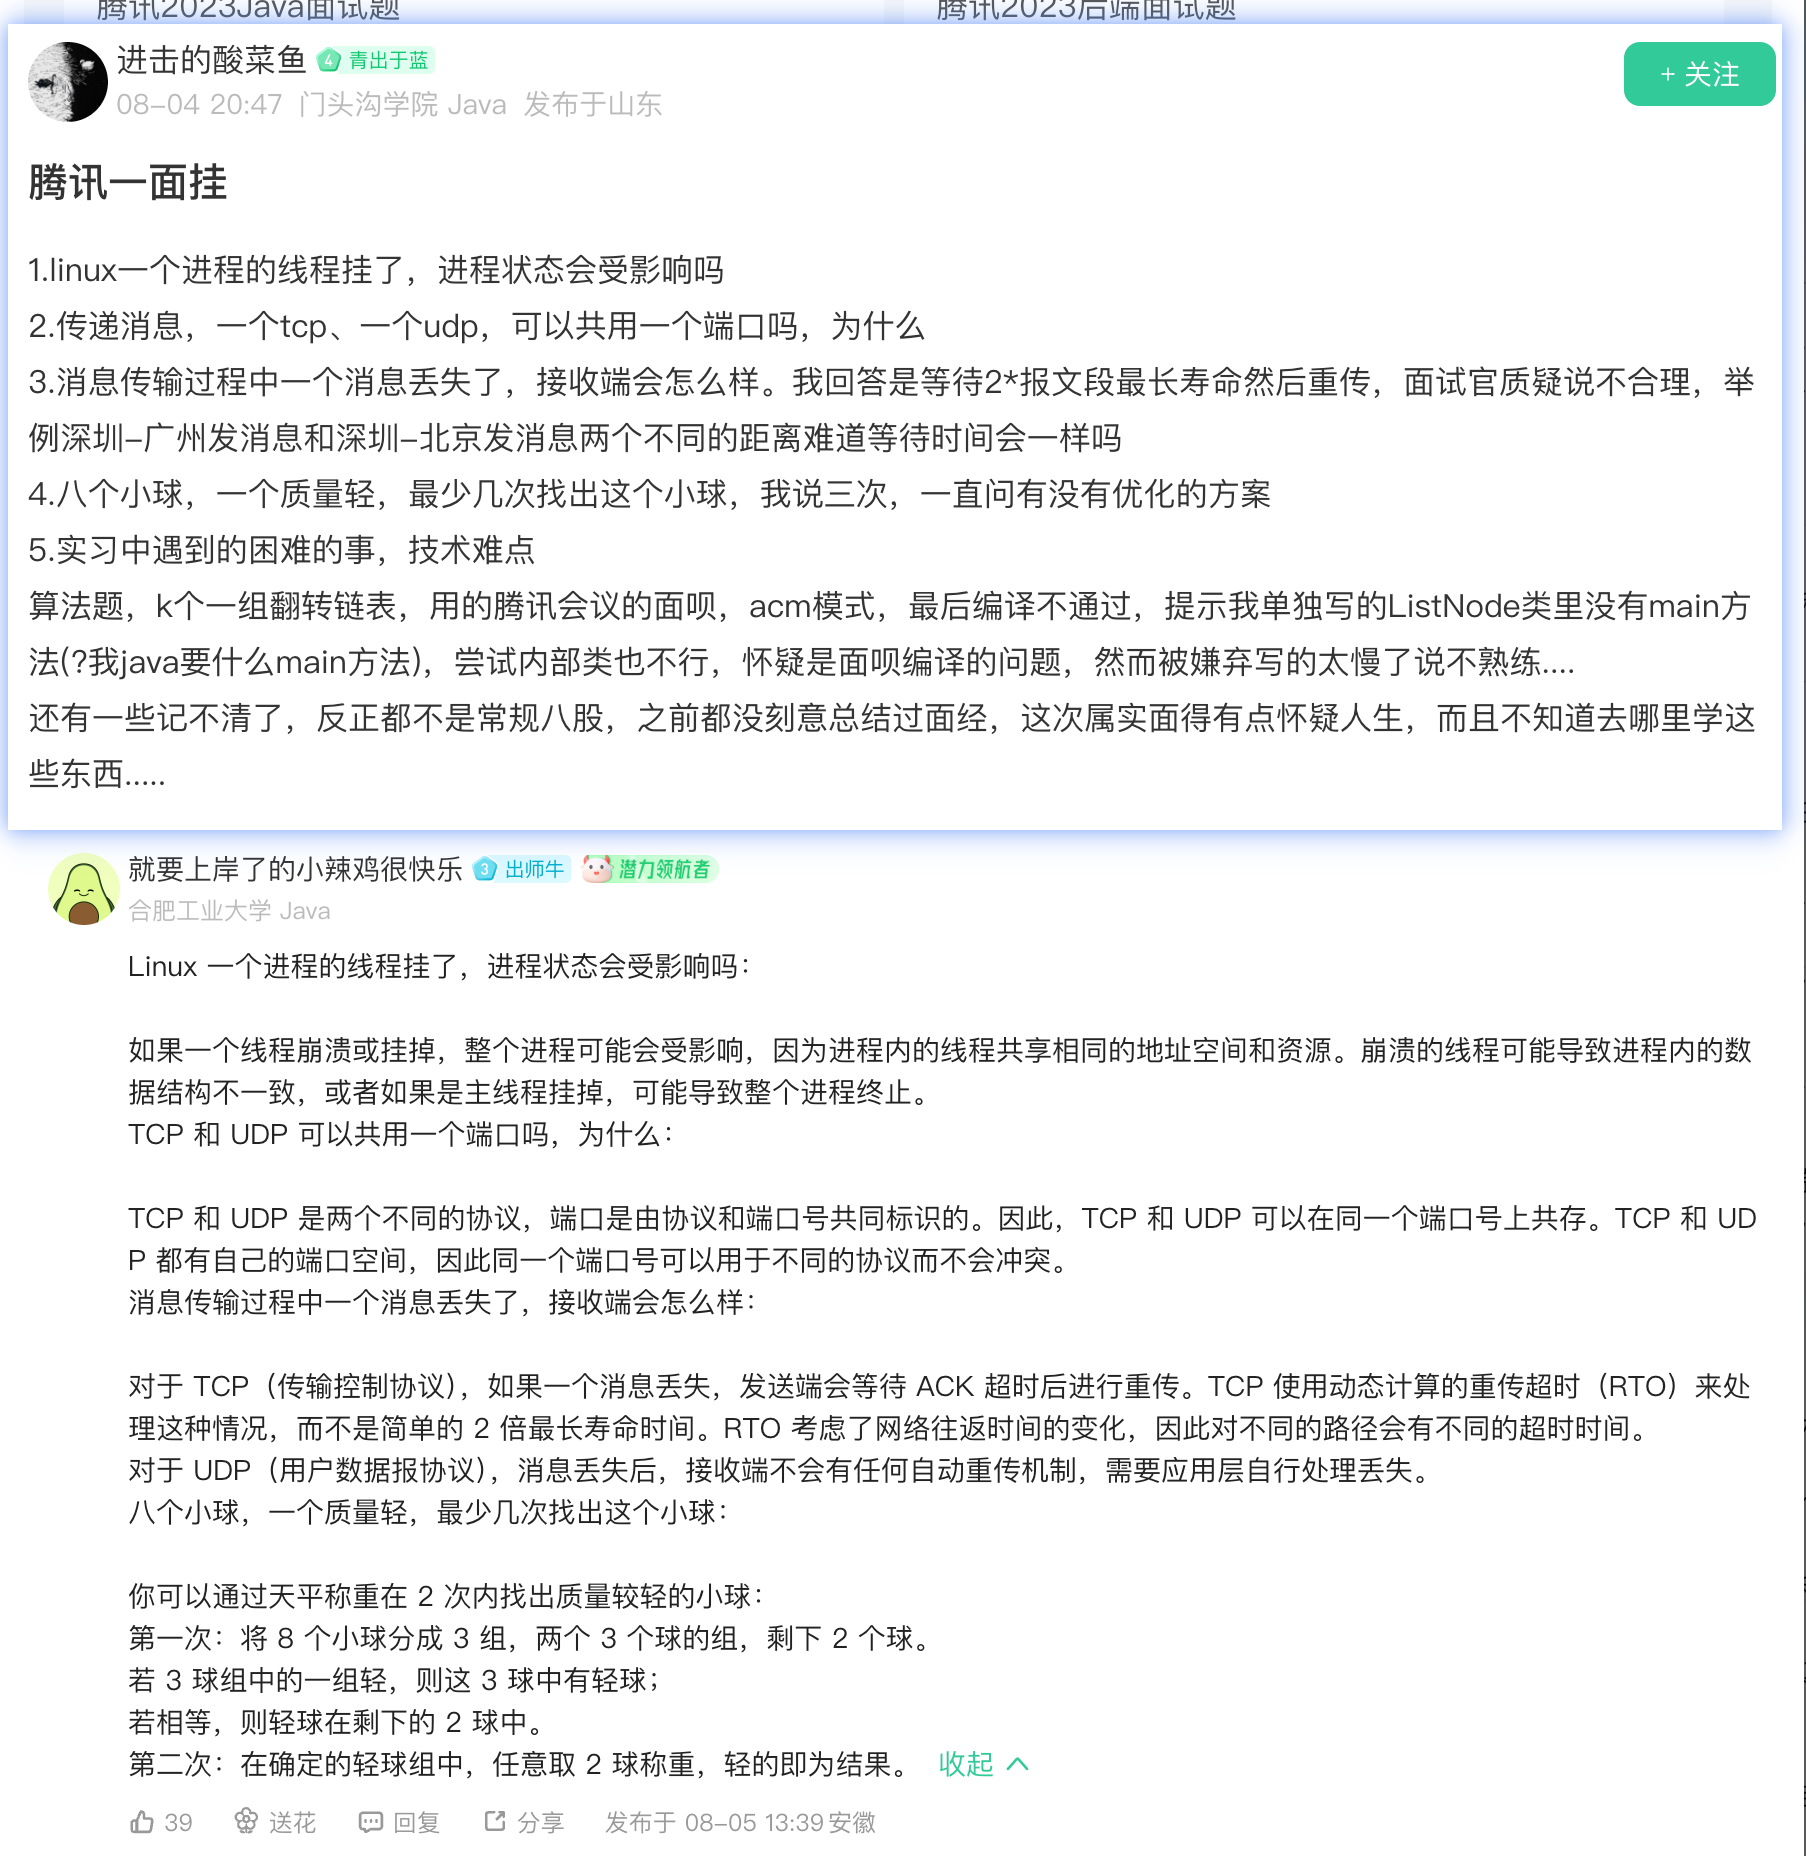 腾讯2023Java面试题
腾讯2023后端面试题
进击的酸菜鱼 4 青出于蓝
+ 关注
08-04 20:47 门头沟学院 Java 发布于山东
腾讯一面挂
1.linux一个进程的线程挂了，进程状态会受影响吗
2.传递消息，一个tcp、一个udp，可以共用一个端口吗，为什么
3.消息传输过程中一个消息丢失了，接收端会怎么样。我回答是等待2*报文段最长寿命然后重传，面试官质疑说不合理，举
例深圳-广州发消息和深圳-北京发消息两个不同的距离难道等待时间会一样吗
4.八个小球，一个质量轻，最少几次找出这个小球，我说三次，一直问有没有优化的方案
5.实习中遇到的困难的事，技术难点
算法题，k个一组翻转链表，用的腾讯会议的面呗，acm模式，最后编译不通过，提示我单独写的ListNode类里没有main方
法(?我java要什么main方法)，尝试内部类也不行，怀疑是面呗编译的问题，然而被嫌弃写的太慢了说不熟练....
还有一些记不清了，反正都不是常规八股，之前都没刻意总结过面经，这次属实面得有点怀疑人生，而且不知道去哪里学这
些东西.....
就要上岸了的小辣鸡很快乐 3 出师牛 潜力领航者
合肥工业大学 Java
Linux 一个进程的线程挂了，进程状态会受影响吗：
如果一个线程崩溃或挂掉，整个进程可能会受影响，因为进程内的线程共享相同的地址空间和资源。崩溃的线程可能导致进程内的数
据结构不一致，或者如果是主线程挂掉，可能导致整个进程终止。
TCP 和 UDP 可以共用一个端口吗，为什么：
TCP 和 UDP 是两个不同的协议，端口是由协议和端口号共同标识的。因此，TCP 和 UDP 可以在同一个端口号上共存。TCP 和 UD
P 都有自己的端口空间，因此同一个端口号可以用于不同的协议而不会冲突。
消息传输过程中一个消息丢失了，接收端会怎么样：
对于 TCP（传输控制协议），如果一个消息丢失，发送端会等待 ACK 超时后进行重传。TCP 使用动态计算的重传超时（RTO）来处
理这种情况，而不是简单的 2 倍最长寿命时间。RTO 考虑了网络往返时间的变化，因此对不同的路径会有不同的超时时间。
对于 UDP（用户数据报协议），消息丢失后，接收端不会有任何自动重传机制，需要应用层自行处理丢失。
八个小球，一个质量轻，最少几次找出这个小球：
你可以通过天平称重在 2 次内找出质量较轻的小球：
第一次：将 8 个小球分成 3 组，两个 3 个球的组，剩下 2 个球。
若 3 球组中的一组轻，则这 3 球中有轻球；
若相等，则轻球在剩下的 2 球中。
第二次：在确定的轻球组中，任意取 2 球称重，轻的即为结果。 收起
39 送花 回复 分享 发布于 08-05 13:39 安徽